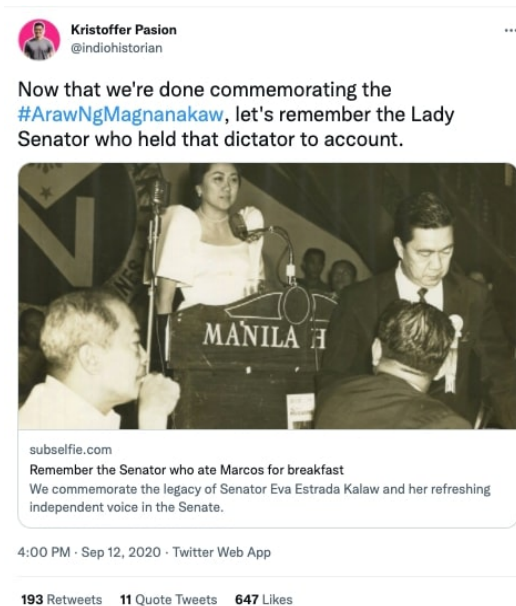 Kristoffer Pasion
@indiohistorian
Now that we're done commemorating the
#ArawNgMagnanakaw, let's remember the Lady
Senator who held that dictator to account.
MANILA H
subselfie.com
Remember the Senator who ate Marcos for breakfast
We commemorate the legacy of Senator Eva Estrada Kalaw and her refreshing
independent voice in the Senate.
4:00 PM · Sep 12, 2020 · Twitter Web App
193 Retweets 11 Quote Tweets 647 Likes